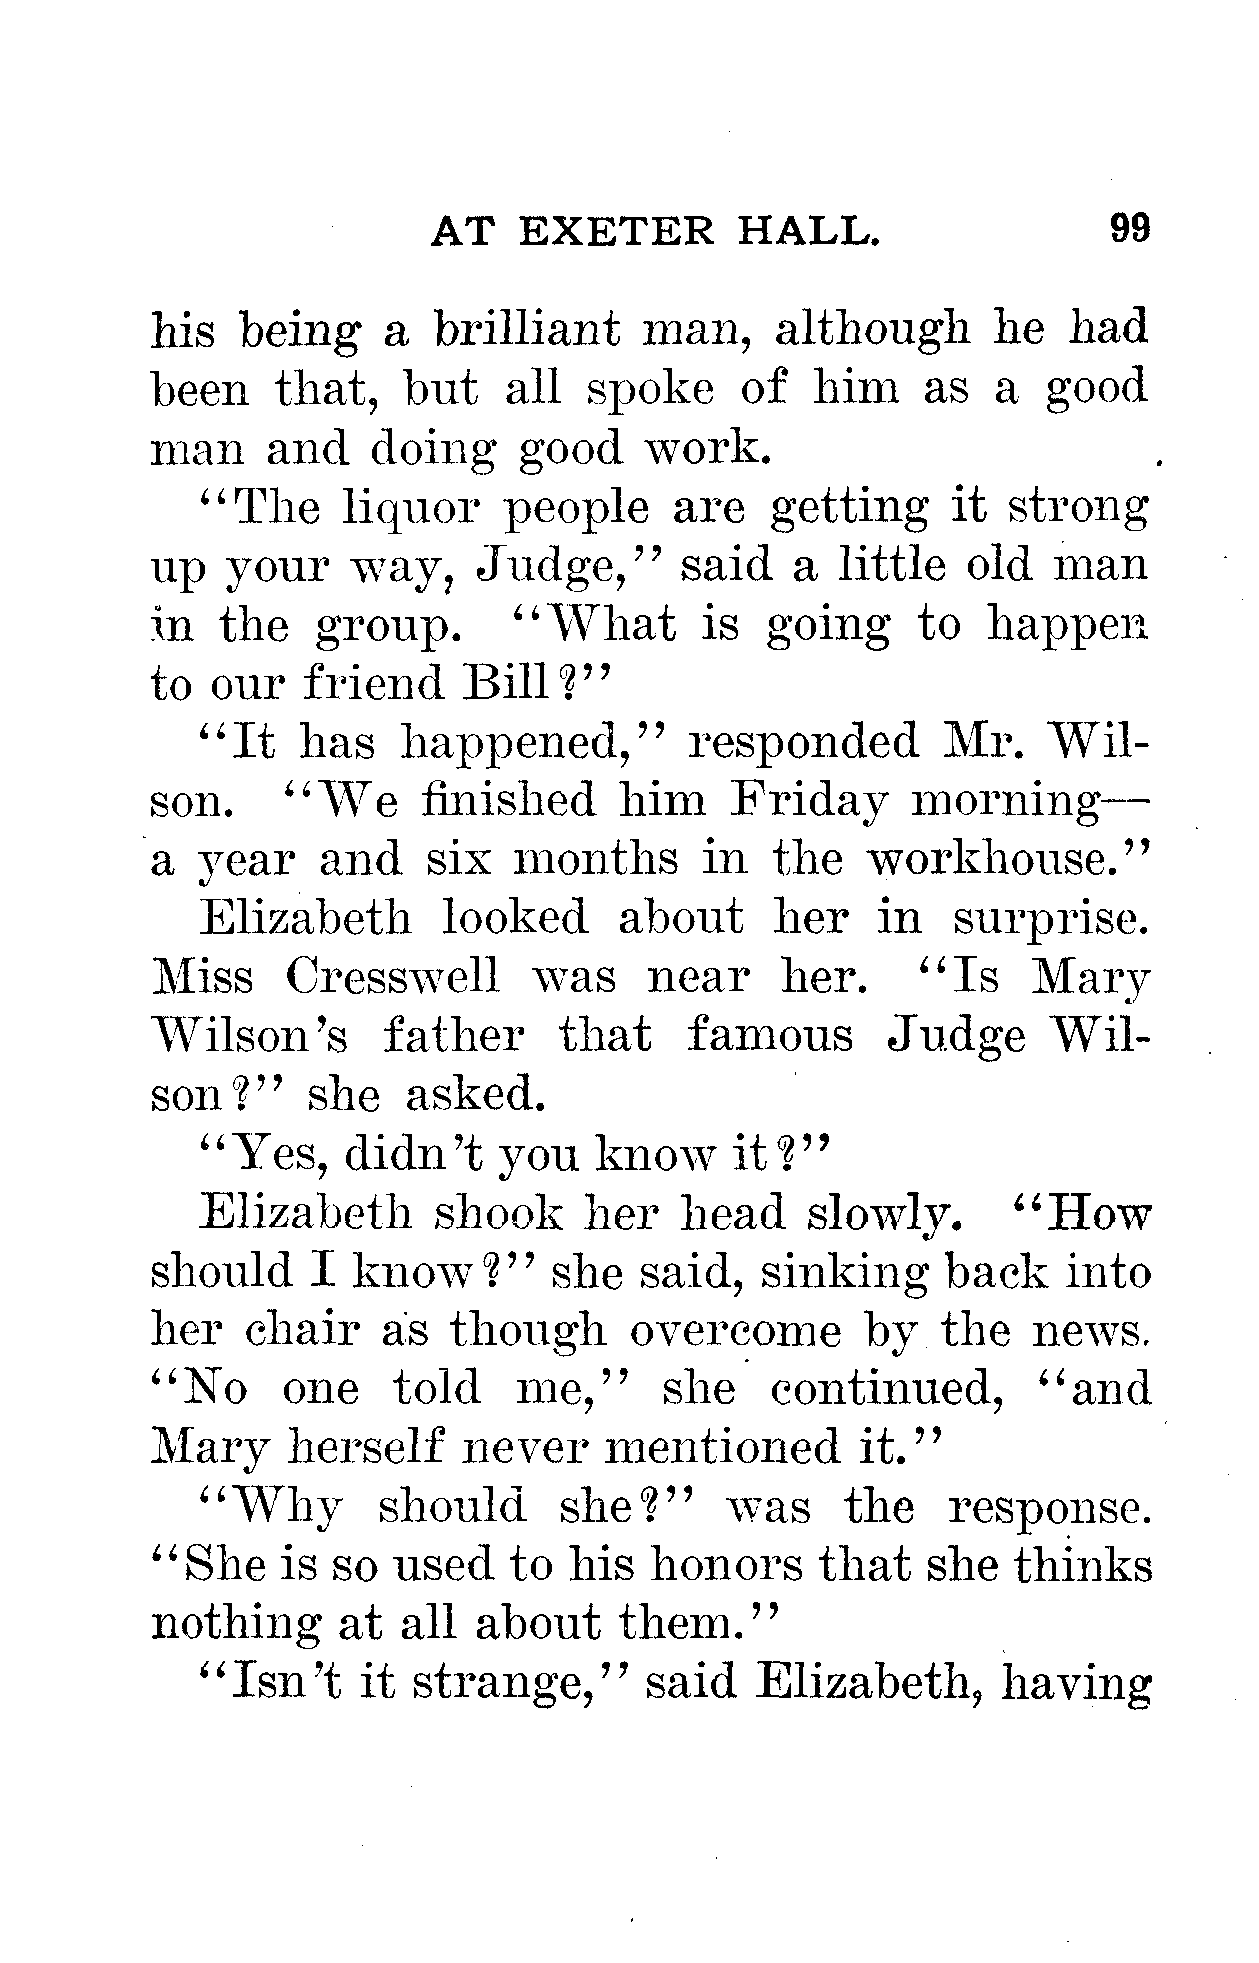 AT EXETER HALL. 99
his being a brilliant man, although he had
been that, but all spoke of him as a good
man and doing good work.
"The liquor people are getting it strong
up your way, Judge," said a little old man
in the group. "What is going to happen
to our friend Bill?"
"It has happened," responded Mr. Wil-
son. "We finished him Friday morning—
a year and six months in the workhouse."
Elizabeth looked about her in surprise.
Miss Cresswell was near her. "Is Mary
Wilson's father that famous Judge Wil-
son?" she asked.
"Yes, didn't you know it?"
Elizabeth shook her head slowly. "How
should I know?" she said, sinking back into
her chair as though overcome by the news.
"No one told me," she continued, "and
Mary herself never mentioned it."
"Why should she?" was the response.
"She is so used to his honors that she thinks
nothing at all about them."
"Isn't it strange," said Elizabeth, having